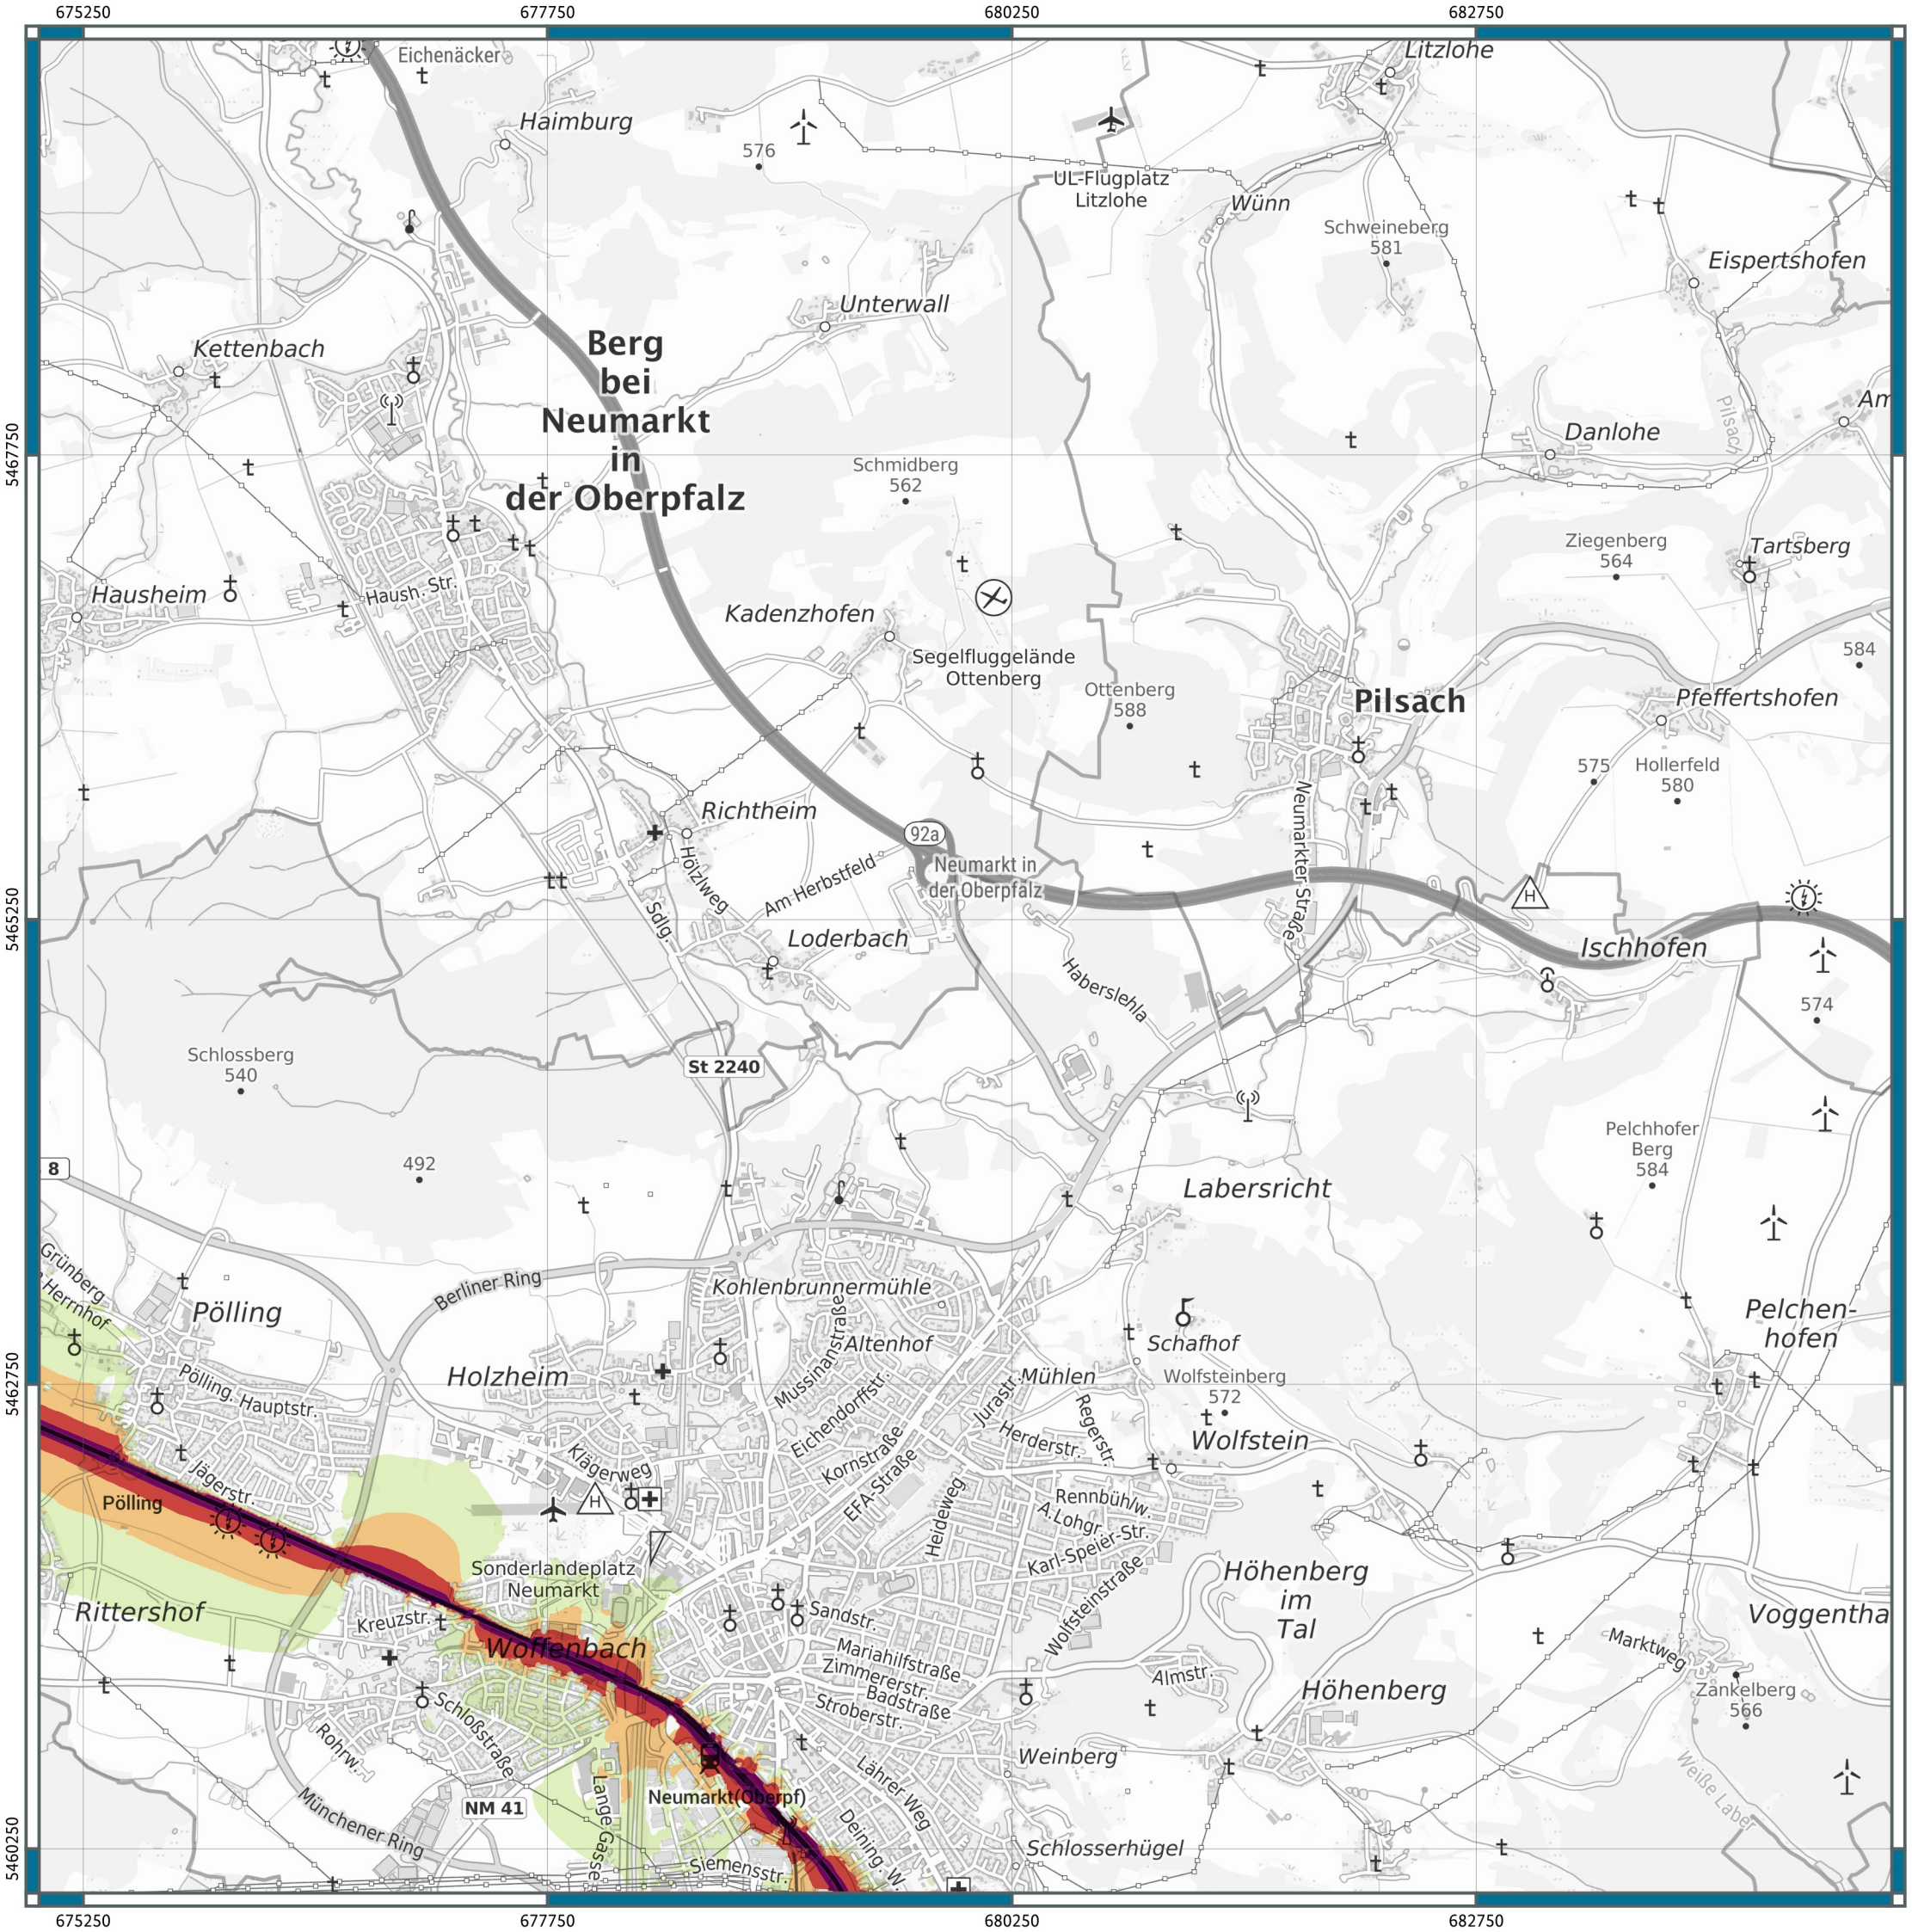 675250
677750
680250
682750
Eichenäcker
Litzlohe
Haimburg
576
UL-Flugplatz
Litzlohe
Wünn
Schweineberg
581
Eispertshofen
Unterwall
Kettenbach
Berg
bei
Neumarkt
in
der Oberpfalz
Am
Pilsach
Danlohe
5467750
Schmidberg
562
Ziegenberg
564
Tartsberg
Hausheim
Haush. Str.
Kadenzhofen
Segelfluggelände
Ottenberg
584
Ottenberg
588
Pilsach
Pfeffertshofen
575
Hollerfeld
580
Richtheim
92a
Neumarkt in
der Oberpfalz
Hölzlweg
Am Herbstfeld
Neumarkter Straße
H
5465250
Sdlg.
Loderbach
Ischhofen
Haberslehla
574
Schlossberg
540
St 2240
Pelchhofer
Berg
584
8
492
Labersricht
Grünberg
Herrnhof
Berliner Ring
Kohlenbrunnermühle
Pölling
Pelchen-
hofen
Altenhof
Schafhof
Mussinanstraße
Holzheim
Mühlen
Wolfsteinberg
572
5462750
Pölling. Hauptstr.
Eichendorffstr.
Jurastr.
Regerstr.
Herderstr.
Wolfstein
Kornstraße
Klägerweg
EFA-Straße
Jägerstr.
Pölling
H
Heideweg
Rennbühlw.
A.Lohgr.
Karl-Speier-Str.
Sonderlandeplatz
Neumarkt
Höhenberg
im
Tal
Wolfsteinstraße
Rittershof
Kreuzstr.
Sandstr.
Voggentha
Woffenbach
Mariahilfstraße
Zimmererstr.
Badstraße
Stroberstr.
Marktweg
Almstr.
Zankelberg
566
Höhenberg
Schloßstraße
Rohrw.
Weinberg
Lährer Weg
Neumarkt(Oberpf)
NM 41
Lange Gasse
Münchener Ring
Deining. W.
Weiße Laber
Schlosserhügel
5460250
Siemensstr.
675250
677750
680250
682750